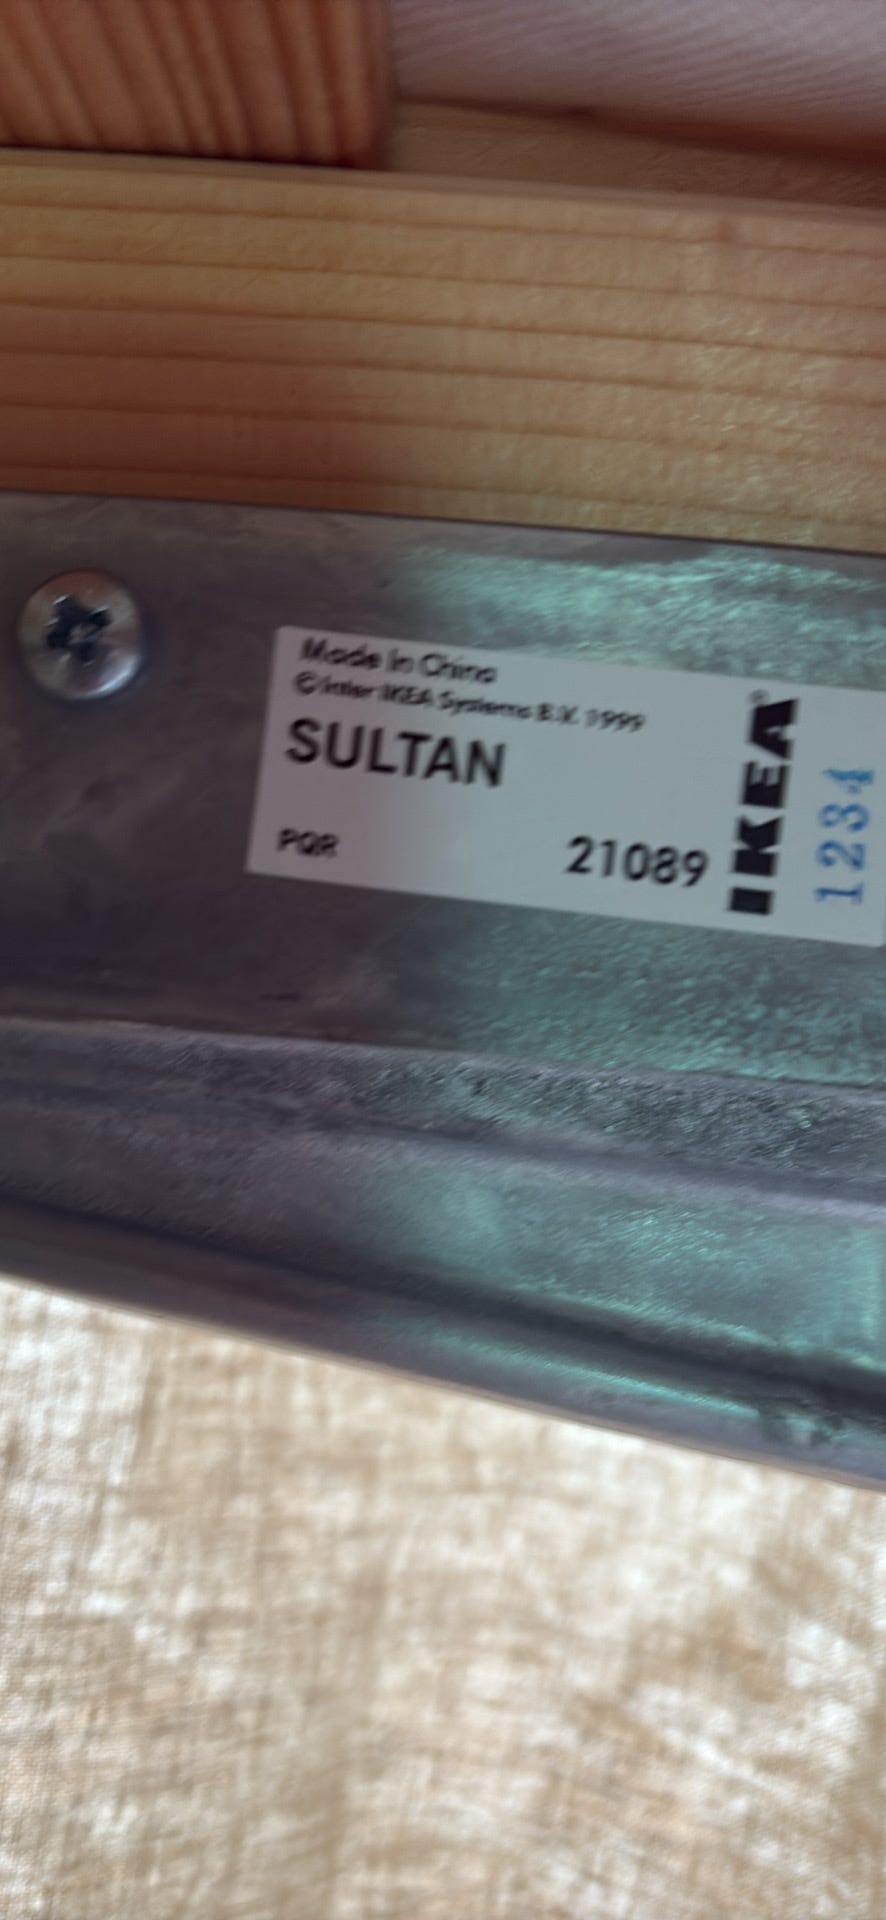 Made in China
© Inter IKEA Systems B.V. 1999
SULTAN
PQR
21089
IKEA®
1234